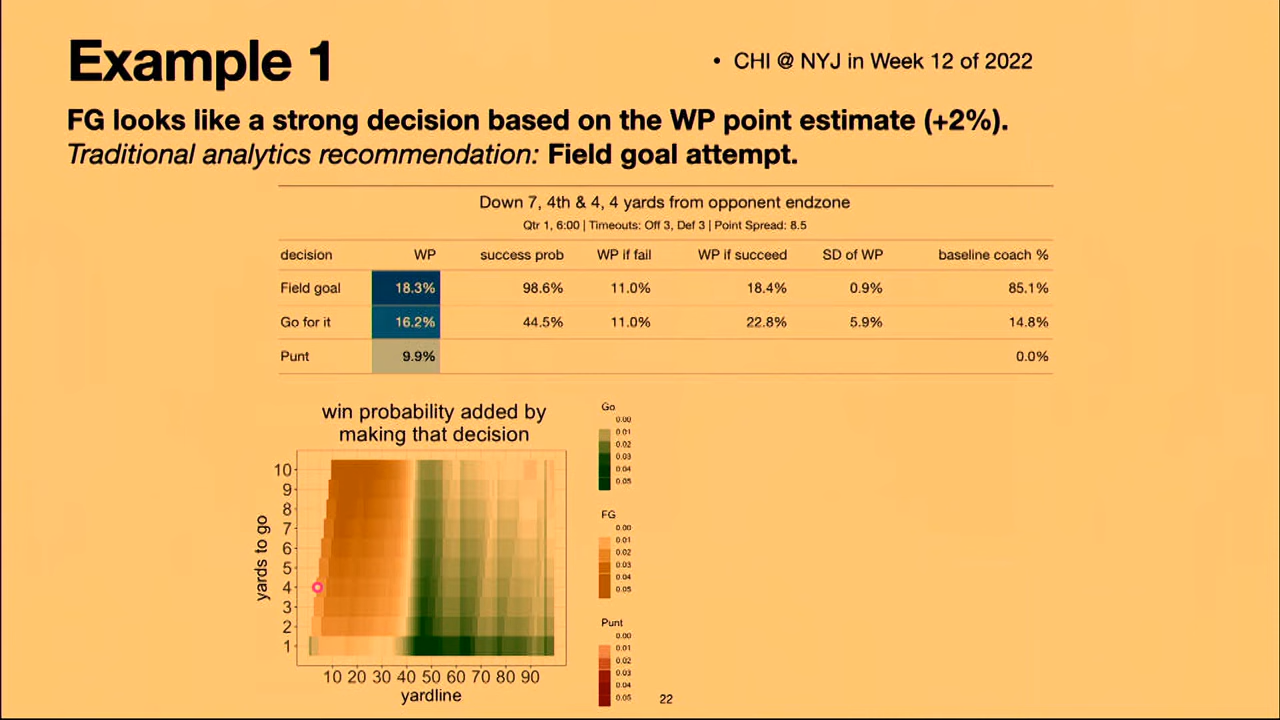 Example 1
• CHI @ NYJ in Week 12 of 2022
FG looks like a strong decision based on the WP point estimate (+2%).
Traditional analytics recommendation: Field goal attempt.
Down 7, 4th & 4, 4 yards from opponent endzone
Qtr 1, 6:00 | Timeouts: Off 3, Def 3 | Point Spread: 8.5
decision WP success prob WP if fail WP if succeed SD of WP baseline coach %
Field goal 18.3% 98.6% 11.0% 18.4% 0.9% 85.1%
Go for it 16.2% 44.5% 11.0% 22.8% 5.9% 14.8%
Punt 9.9% 0.0%
win probability added by
making that decision
10
9
8
7
6
5
4
3
2
1
yards to go
10 20 30 40 50 60 70 80 90
yardline
Go
0.00
0.01
0.02
0.03
0.04
0.05
FG
0.00
0.01
0.02
0.03
0.04
0.05
Punt
0.00
0.01
0.02
0.03
0.04
0.05
22